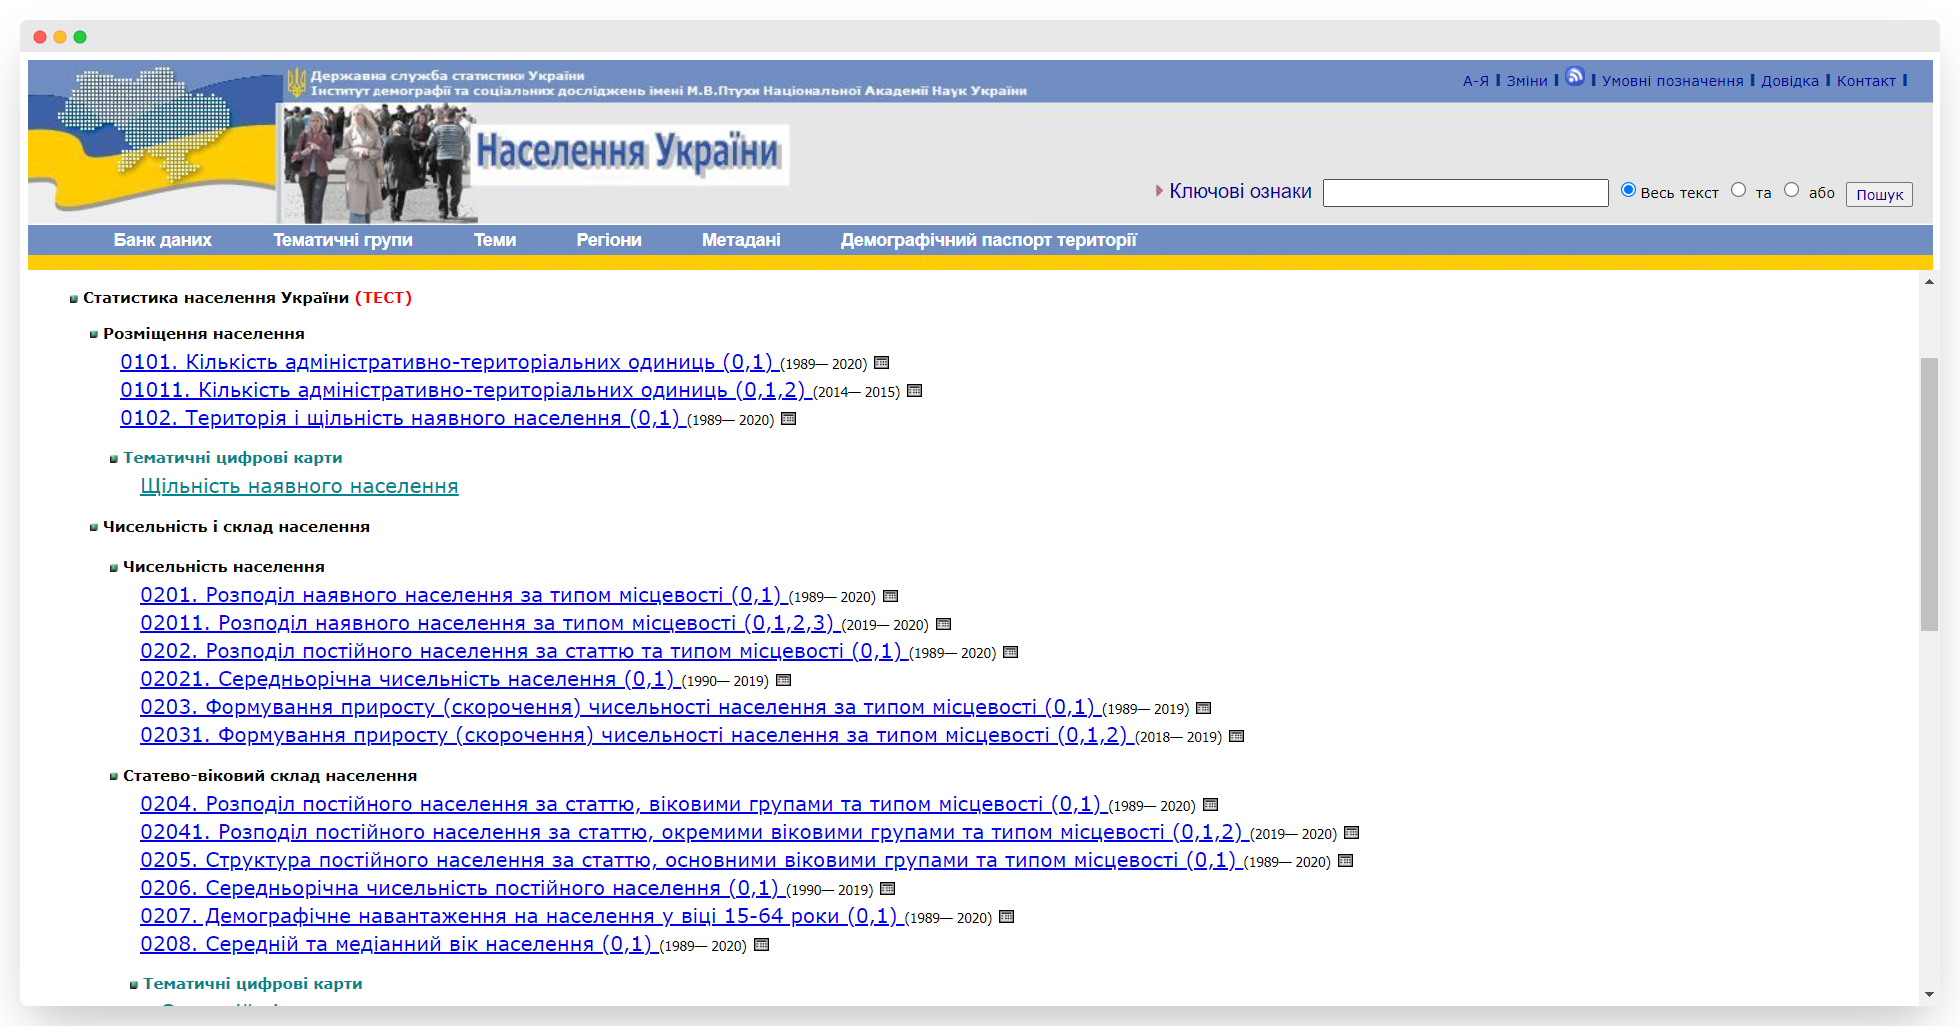 Державна служба статистики України
Інститут демографії та соціальних досліджень імені М.В.Птухи Національної Академії Наук України
А-Я Зміни Умовні позначення Довідка Контакт
Населення України
Ключові ознаки Весь текст та або Пошук
Банк даних Тематичні групи Теми Регіони Метадані Демографічний паспорт території
Статистика населення України (ТЕСТ)
Розміщення населення
0101. Кількість адміністративно-територіальних одиниць (0,1) (1989— 2020)
01011. Кількість адміністративно-територіальних одиниць (0,1,2) (2014— 2015)
0102. Територія і щільність наявного населення (0,1) (1989— 2020)
Тематичні цифрові карти
Щільність наявного населення
Чисельність і склад населення
Чисельність населення
0201. Розподіл наявного населення за типом місцевості (0,1) (1989— 2020)
02011. Розподіл наявного населення за типом місцевості (0,1,2,3) (2019— 2020)
0202. Розподіл постійного населення за статтю та типом місцевості (0,1) (1989— 2020)
02021. Середньорічна чисельність населення (0,1) (1990— 2019)
0203. Формування приросту (скорочення) чисельності населення за типом місцевості (0,1) (1989— 2019)
02031. Формування приросту (скорочення) чисельності населення за типом місцевості (0,1,2) (2018— 2019)
Статево-віковий склад населення
0204. Розподіл постійного населення за статтю, віковими групами та типом місцевості (0,1) (1989— 2020)
02041. Розподіл постійного населення за статтю, окремими віковими групами та типом місцевості (0,1,2) (2019— 2020)
0205. Структура постійного населення за статтю, основними віковими групами та типом місцевості (0,1) (1989— 2020)
0206. Середньорічна чисельність постійного населення (0,1) (1990— 2019)
0207. Демографічне навантаження на населення у віці 15-64 роки (0,1) (1989— 2020)
0208. Середній та медіанний вік населення (0,1) (1989— 2020)
Тематичні цифрові карти